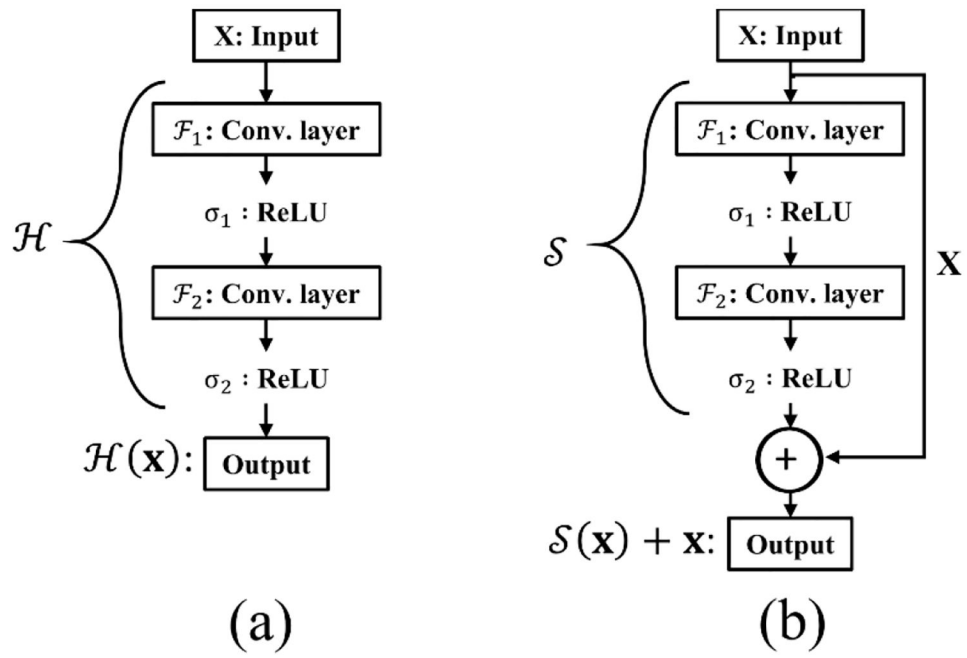 X: Input
ℱ₁: Conv. layer
σ₁ : ReLU
ℋ
ℱ₂: Conv. layer
σ₂ : ReLU
ℋ(x): Output
(a)
X: Input
ℱ₁: Conv. layer
σ₁ : ReLU
𝒮
X
ℱ₂: Conv. layer
σ₂ : ReLU
+
𝒮(x) + x: Output
(b)